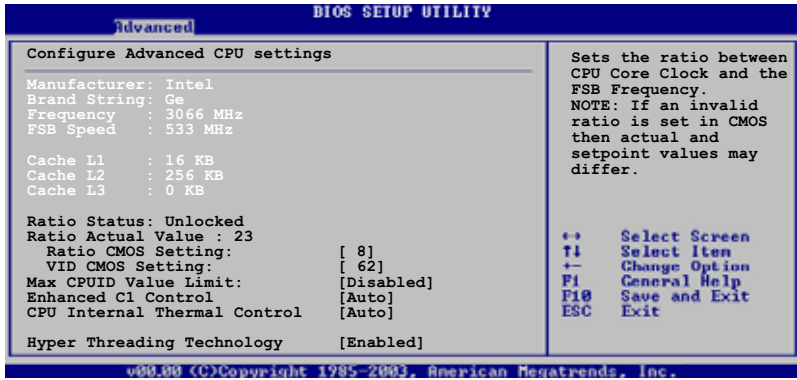 BIOS SETUP UTILITY
Advanced
Configure Advanced CPU settings
Manufacturer: Intel
Brand String: Ge
Frequency : 3066 MHz
FSB Speed : 533 MHz
Cache L1 : 16 KB
Cache L2 : 256 KB
Cache L3 : 0 KB
Ratio Status: Unlocked
Ratio Actual Value : 23
Ratio CMOS Setting: [ 8]
VID CMOS Setting: [ 62]
Max CPUID Value Limit: [Disabled]
Enhanced C1 Control [Auto]
CPU Internal Thermal Control [Auto]
Hyper Threading Technology [Enabled]
Sets the ratio between
CPU Core Clock and the
FSB Frequency.
NOTE: If an invalid
ratio is set in CMOS
then actual and
setpoint values may
differ.
↔ Select Screen
↑↓ Select Item
+- Change Option
F1 General Help
F10 Save and Exit
ESC Exit
v00.00 (C)Copyright 1985-2003, American Megatrends, Inc.